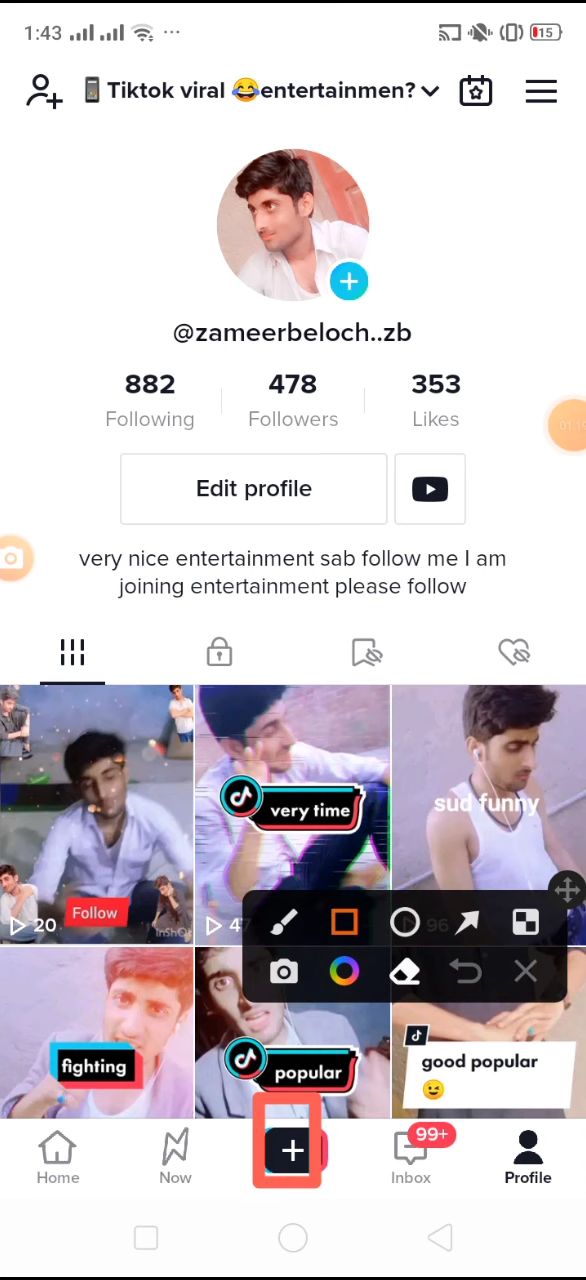 1:43
15
Tiktok viral 😂entertainmen?
@zameerbeloch..zb
882 478 353
Following Followers Likes
Edit profile
very nice entertainment sab follow me I am
joining entertainment please follow
very time
sud funny
Follow
20
InShO
47
96
fighting
popular
good popular
😉
99+
Home Now Inbox Profile